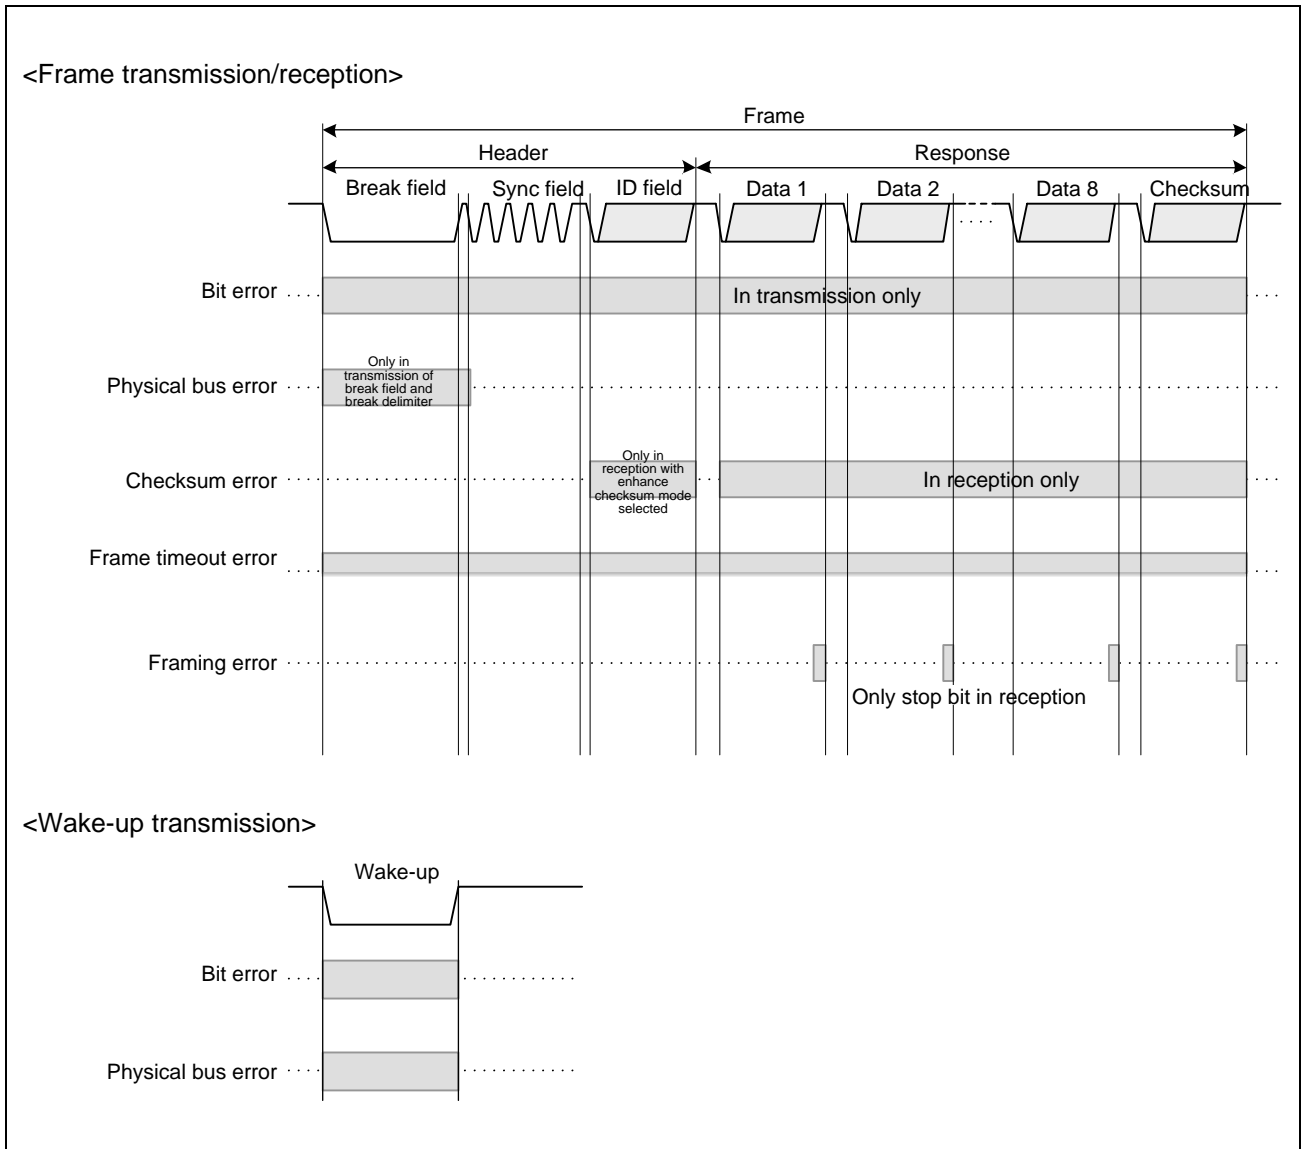 <Frame transmission/reception>
Frame
Header
Response
Break field
Sync field
ID field
Data 1
Data 2
Data 8
Checksum
Bit error
In transmission only
Physical bus error
Only in
transmission of
break field and
break delimiter
Checksum error
Only in
reception with
enhance
checksum mode
selected
In reception only
Frame timeout error
Framing error
Only stop bit in reception
<Wake-up transmission>
Wake-up
Bit error
Physical bus error